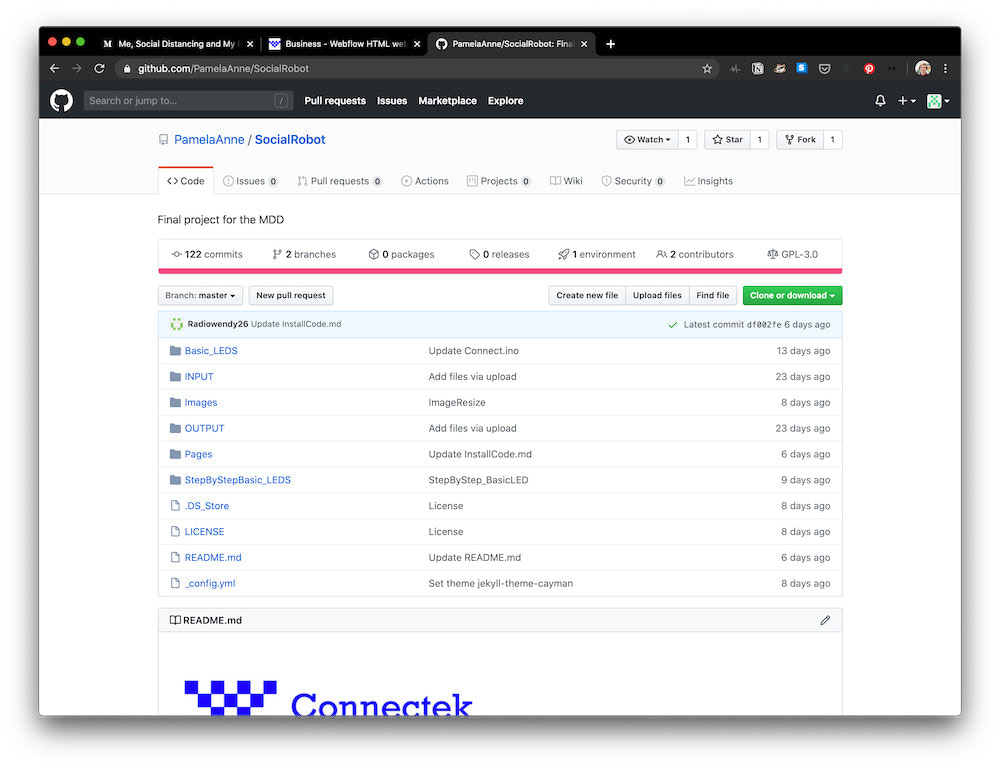 Me, Social Distancing and My
Business - Webflow HTML web
PamelaAnne/SocialRobot: Fina
github.com/PamelaAnne/SocialRobot
Search or jump to... /
Pull requests Issues Marketplace Explore
PamelaAnne / SocialRobot
Watch 1 Star 1 Fork 1
Code Issues 0 Pull requests 0 Actions Projects 0 Wiki Security 0 Insights
Final project for the MDD
122 commits 2 branches 0 packages 0 releases 1 environment 2 contributors GPL-3.0
Branch: master New pull request Create new file Upload files Find file Clone or download
Radiowendy26 Update InstallCode.md Latest commit df002fe 6 days ago
Basic_LEDS Update Connect.ino 13 days ago
INPUT Add files via upload 23 days ago
Images ImageResize 8 days ago
OUTPUT Add files via upload 23 days ago
Pages Update InstallCode.md 6 days ago
StepByStepBasic_LEDS StepByStep_BasicLED 9 days ago
.DS_Store License 8 days ago
LICENSE License 8 days ago
README.md Update README.md 6 days ago
_config.yml Set theme jekyll-theme-cayman 8 days ago
README.md
Connectek